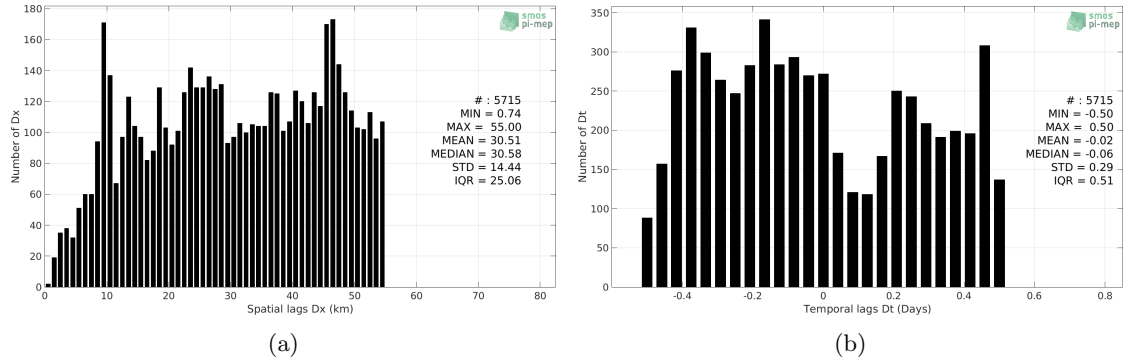 180
160
140
120
100
80
60
40
20
0
0 10 20 30 40 50 60 70 80
Number of Dx
Spatial lags Dx (km)
smos
pi-mep
# : 5715
MIN = 0.74
MAX = 55.00
MEAN = 30.51
MEDIAN = 30.58
STD = 14.44
IQR = 25.06
(a)
350
300
250
200
150
100
50
0
-0.4 -0.2 0 0.2 0.4 0.6 0.8
Number of Dt
Temporal lags Dt (Days)
smos
pi-mep
# : 5715
MIN = -0.50
MAX = 0.50
MEAN = -0.02
MEDIAN = -0.06
STD = 0.29
IQR = 0.51
(b)